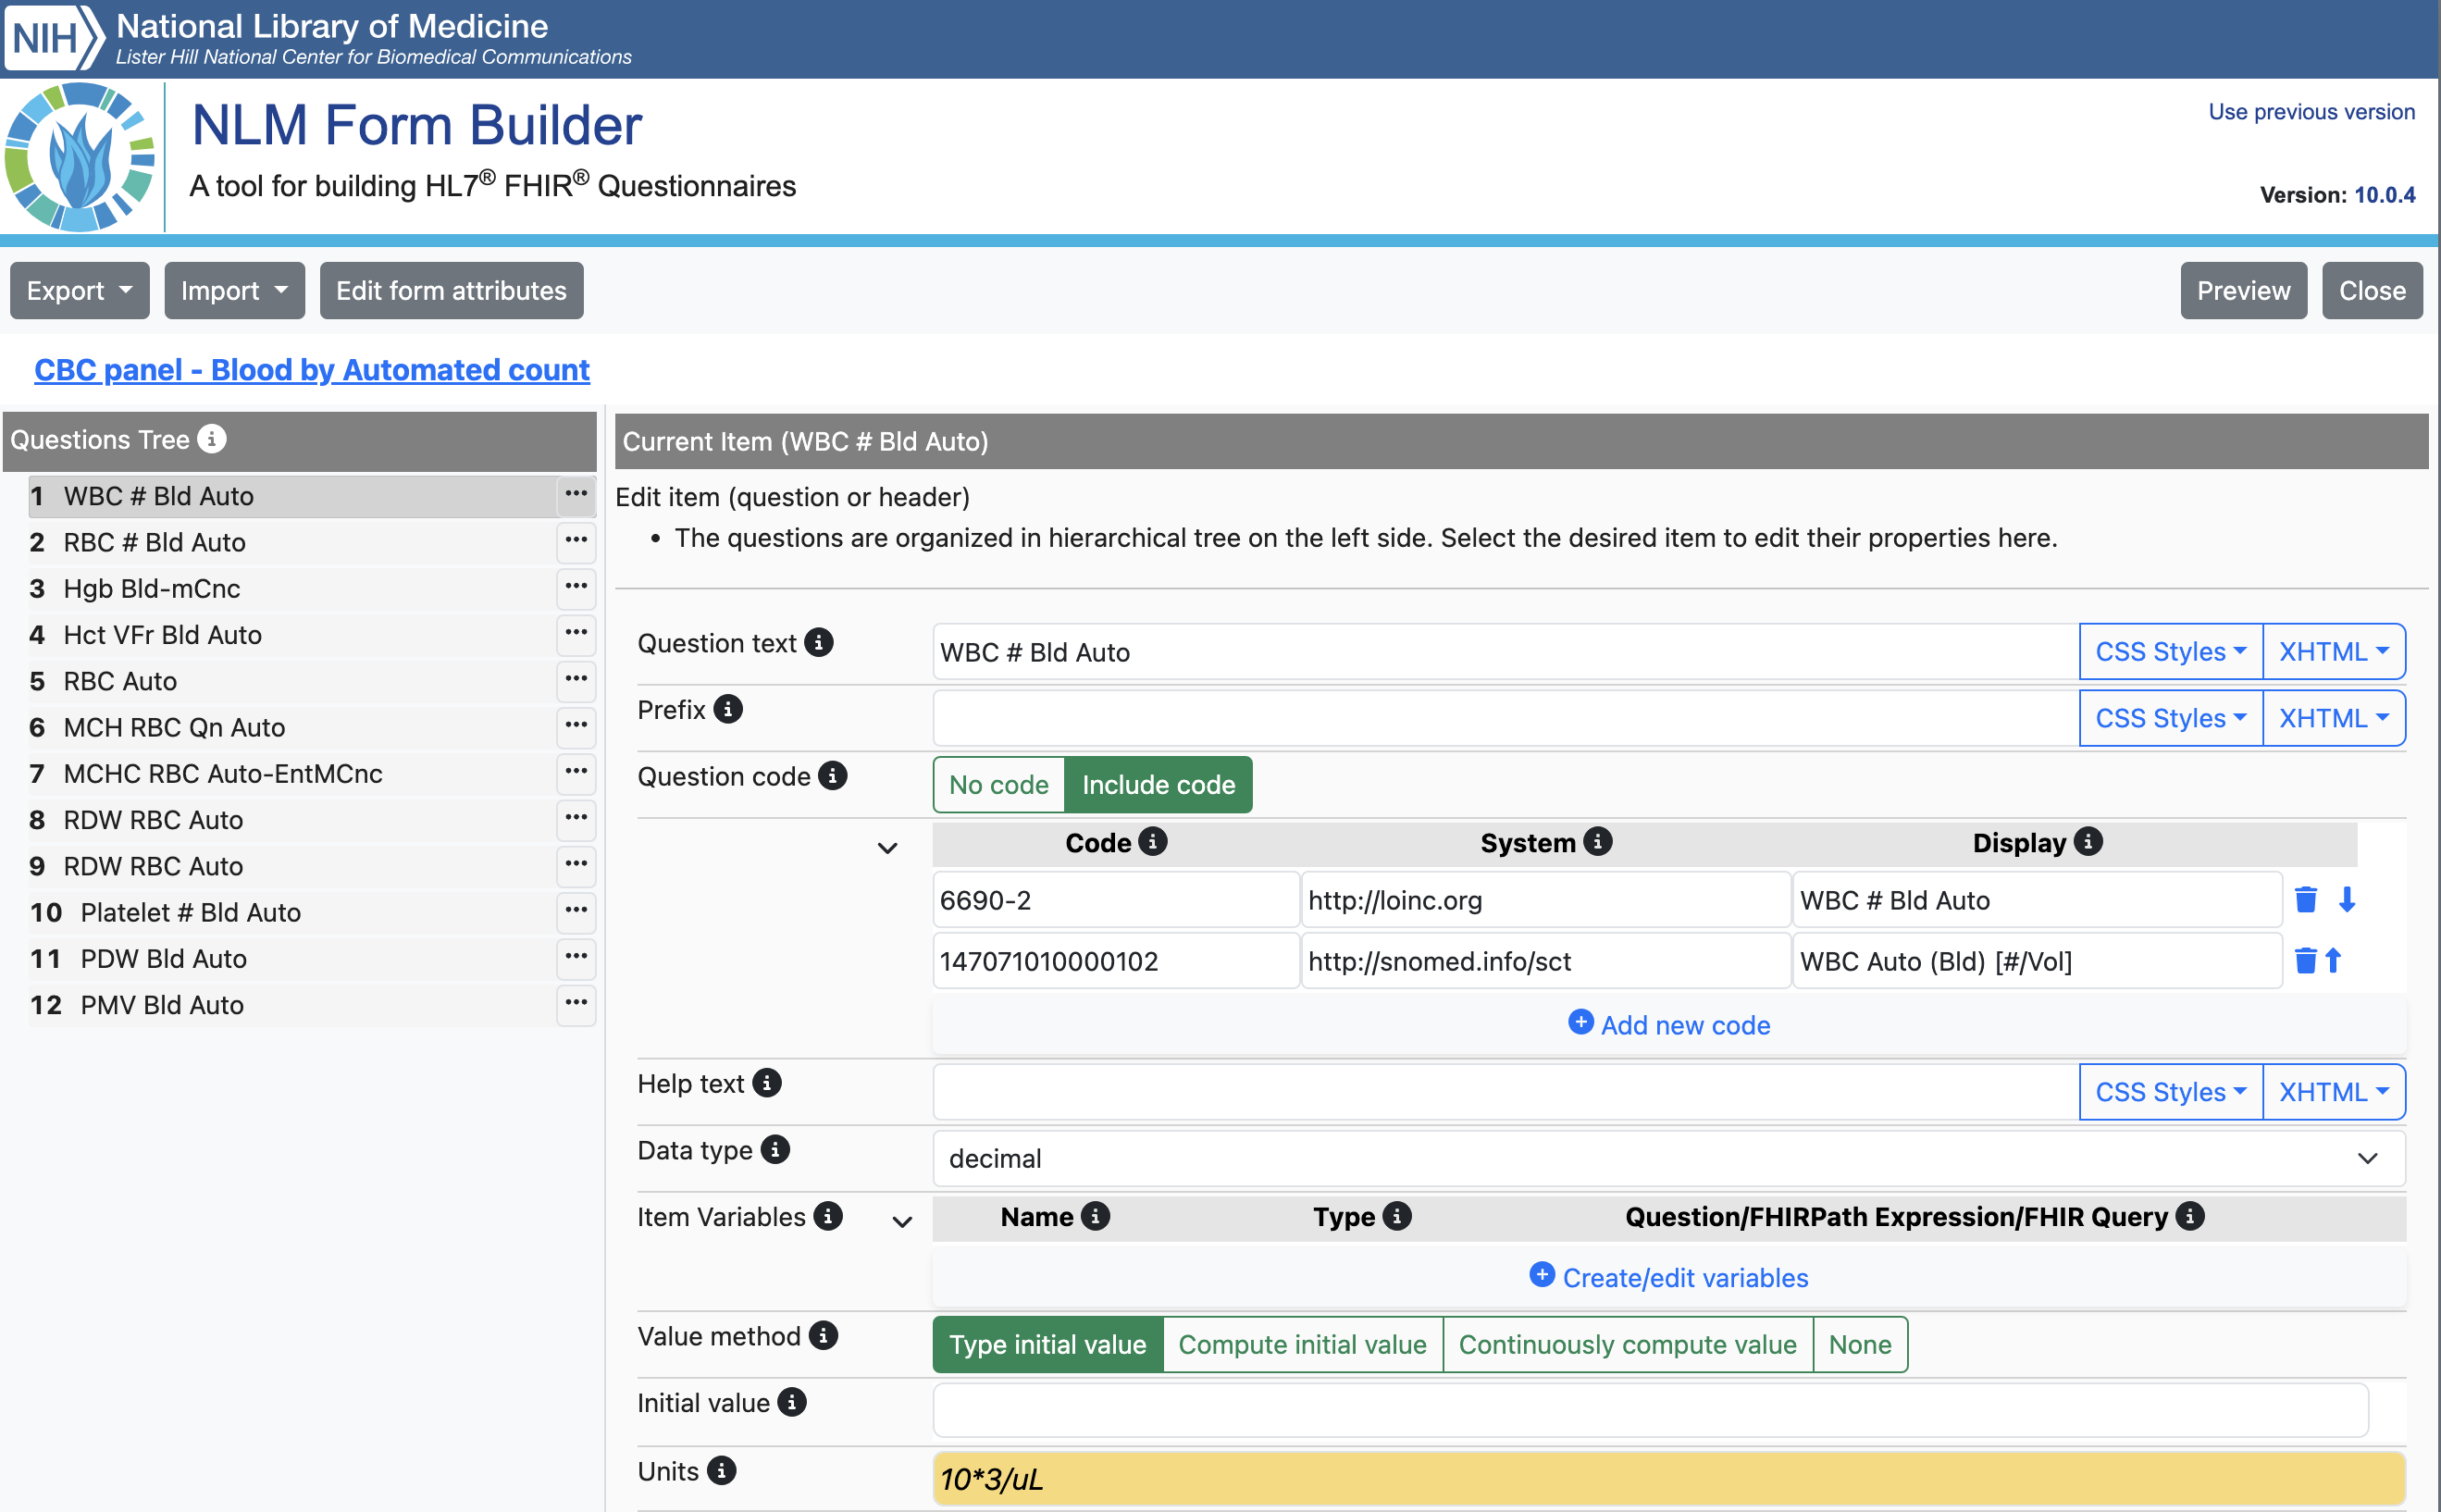 NIH National Library of Medicine
Lister Hill National Center for Biomedical Communications
NLM Form Builder
A tool for building HL7® FHIR® Questionnaires
Use previous version
Version: 10.0.4
Export Import Edit form attributes Preview Close
CBC panel - Blood by Automated count
Questions Tree
1 WBC # Bld Auto
2 RBC # Bld Auto
3 Hgb Bld-mCnc
4 Hct VFr Bld Auto
5 RBC Auto
6 MCH RBC Qn Auto
7 MCHC RBC Auto-EntMCnc
8 RDW RBC Auto
9 RDW RBC Auto
10 Platelet # Bld Auto
11 PDW Bld Auto
12 PMV Bld Auto
Current Item (WBC # Bld Auto)
Edit item (question or header)
• The questions are organized in hierarchical tree on the left side. Select the desired item to edit their properties here.
Question text WBC # Bld Auto CSS Styles XHTML
Prefix CSS Styles XHTML
Question code No code Include code
Code System Display
6690-2 http://loinc.org WBC # Bld Auto
147071010000102 http://snomed.info/sct WBC Auto (Bld) [#/Vol]
Add new code
Help text CSS Styles XHTML
Data type decimal
Item Variables Name Type Question/FHIRPath Expression/FHIR Query
Create/edit variables
Value method Type initial value Compute initial value Continuously compute value None
Initial value
Units 10*3/uL